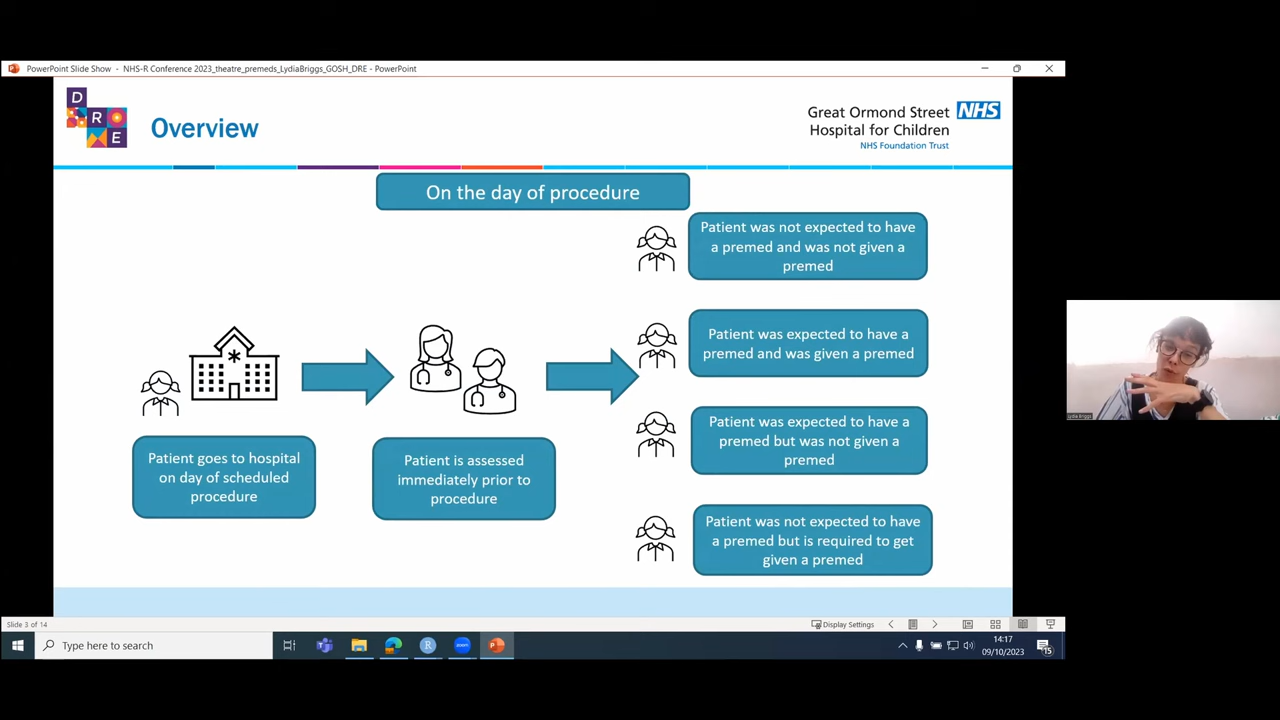 PowerPoint Slide Show - NHS-R Conference 2023_theatre_premeds_LydiaBriggs_GOSH_DRE - PowerPoint
D
R
E
Overview
Great Ormond Street NHS
Hospital for Children
NHS Foundation Trust
On the day of procedure
Patient was not expected to have
a premed and was not given a
premed
Patient was expected to have a
premed and was given a premed
Patient was expected to have a
premed but was not given a
premed
Patient was not expected to have
a premed but is required to get
given a premed
Patient goes to hospital
on day of scheduled
procedure
Patient is assessed
immediately prior to
procedure
Lydia Briggs
Slide 3 of 14
Display Settings
Type here to search
R
zoom
14:17
09/10/2023
15